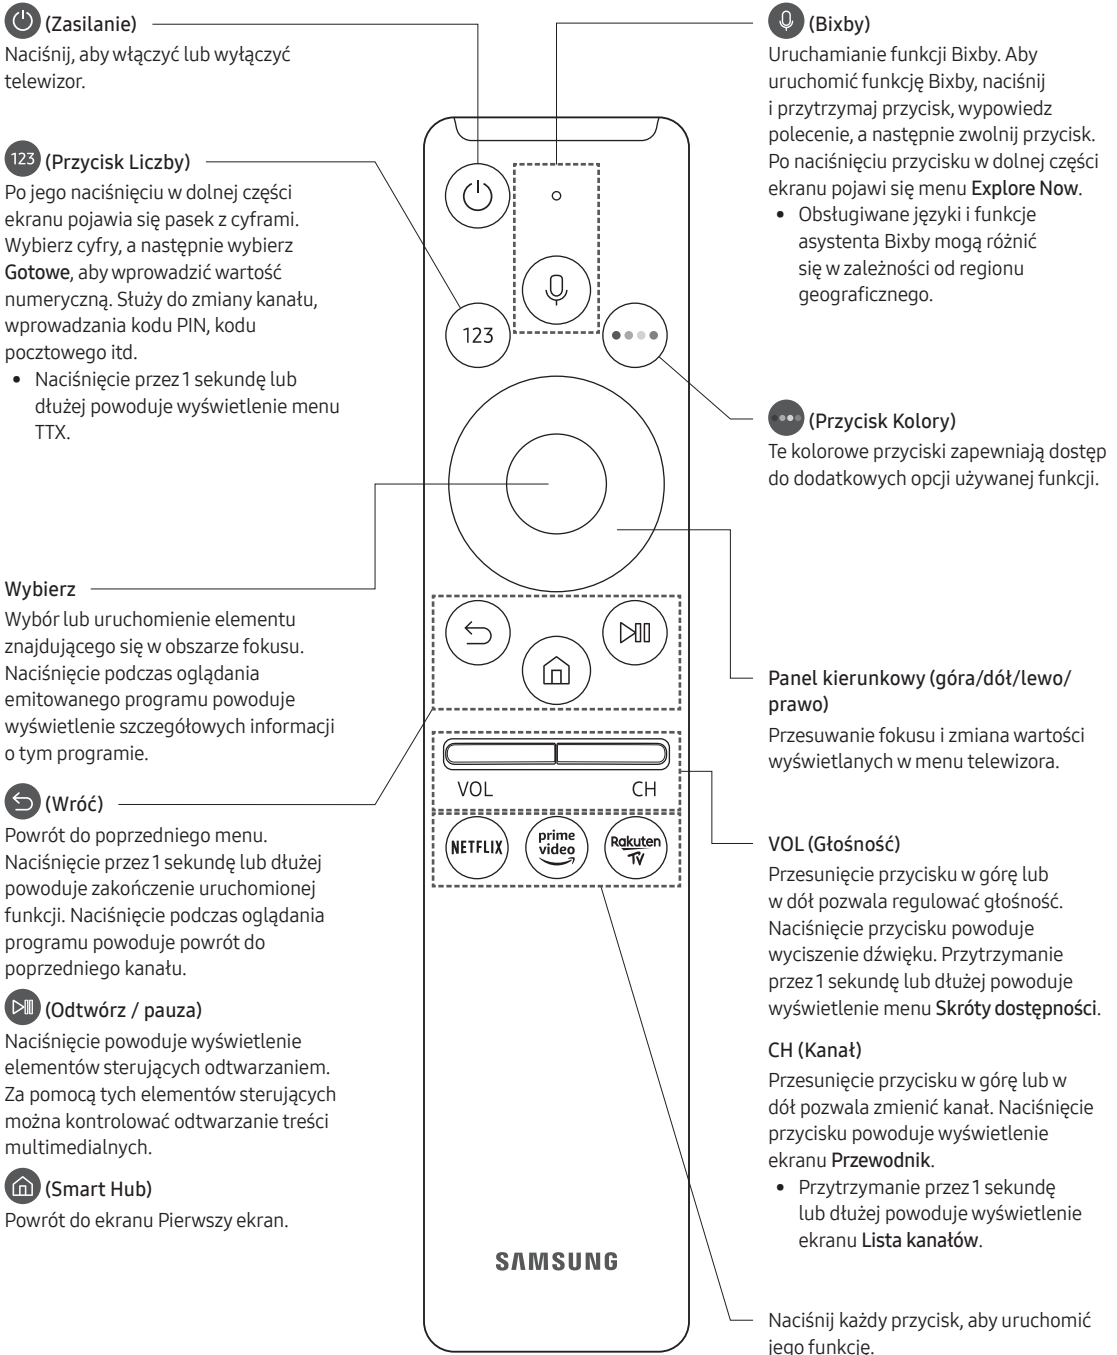 (Zasilanie)
Naciśnij, aby włączyć lub wyłączyć
telewizor.
123 (Przycisk Liczby)
Po jego naciśnięciu w dolnej części
ekranu pojawia się pasek z cyframi.
Wybierz cyfry, a następnie wybierz
Gotowe, aby wprowadzić wartość
numeryczną. Służy do zmiany kanału,
wprowadzania kodu PIN, kodu
pocztowego itd.
• Naciśnięcie przez 1 sekundę lub
dłużej powoduje wyświetlenie menu
TTX.
Wybierz
Wybór lub uruchomienie elementu
znajdującego się w obszarze fokusu.
Naciśnięcie podczas oglądania
emitowanego programu powoduje
wyświetlenie szczegółowych informacji
o tym programie.
(Wróć)
Powrót do poprzedniego menu.
Naciśnięcie przez 1 sekundę lub dłużej
powoduje zakończenie uruchomionej
funkcji. Naciśnięcie podczas oglądania
programu powoduje powrót do
poprzedniego kanału.
(Odtwórz / pauza)
Naciśnięcie powoduje wyświetlenie
elementów sterujących odtwarzaniem.
Za pomocą tych elementów sterujących
można kontrolować odtwarzanie treści
multimedialnych.
(Smart Hub)
Powrót do ekranu Pierwszy ekran.
123
VOL CH
NETFLIX
prime
video
Rakuten
TV
SAMSUNG
(Bixby)
Uruchamianie funkcji Bixby. Aby
uruchomić funkcję Bixby, naciśnij
i przytrzymaj przycisk, wypowiedz
polecenie, a następnie zwolnij przycisk.
Po naciśnięciu przycisku w dolnej części
ekranu pojawi się menu Explore Now.
• Obsługiwane języki i funkcje
asystenta Bixby mogą różnić
się w zależności od regionu
geograficznego.
(Przycisk Kolory)
Te kolorowe przyciski zapewniają dostęp
do dodatkowych opcji używanej funkcji.
Panel kierunkowy (góra/dół/lewo/
prawo)
Przesuwanie fokusu i zmiana wartości
wyświetlanych w menu telewizora.
VOL (Głośność)
Przesunięcie przycisku w górę lub
w dół pozwala regulować głośność.
Naciśnięcie przycisku powoduje
wyciszenie dźwięku. Przytrzymanie
przez 1 sekundę lub dłużej powoduje
wyświetlenie menu Skróty dostępności.
CH (Kanał)
Przesunięcie przycisku w górę lub w
dół pozwala zmienić kanał. Naciśnięcie
przycisku powoduje wyświetlenie
ekranu Przewodnik.
• Przytrzymanie przez 1 sekundę
lub dłużej powoduje wyświetlenie
ekranu Lista kanałów.
Naciśnij każdy przycisk, aby uruchomić
jego funkcję.